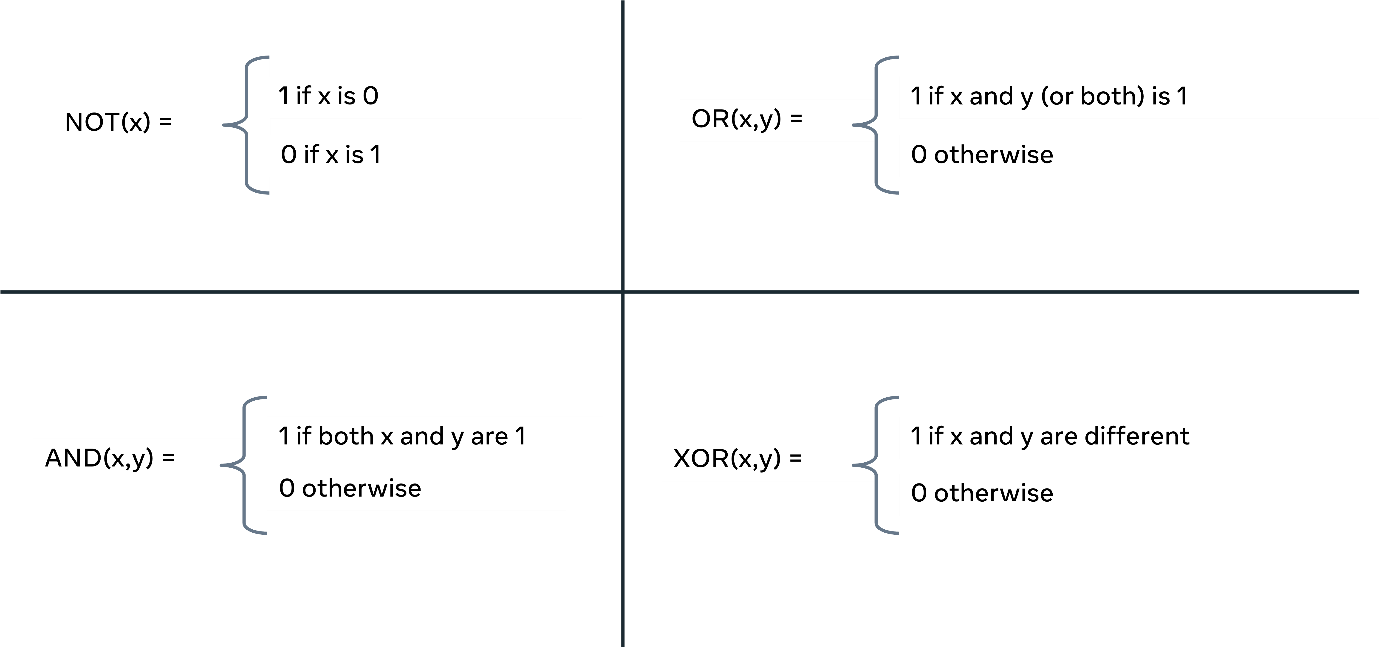 NOT(x) =
1 if x is 0
0 if x is 1
OR(x,y) =
1 if x and y (or both) is 1
0 otherwise
AND(x,y) =
1 if both x and y are 1
0 otherwise
XOR(x,y) =
1 if x and y are different
0 otherwise